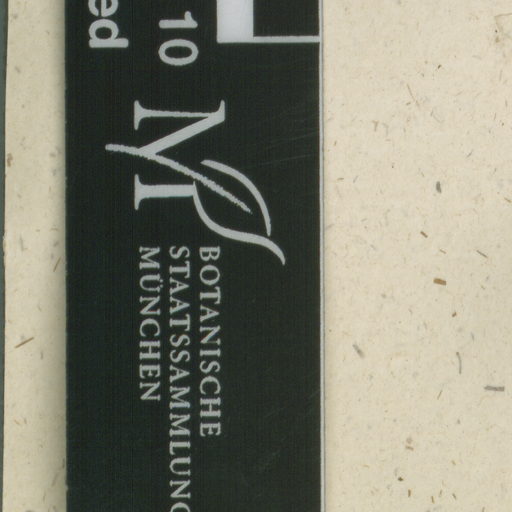 10
ed
M
BOTANISCHE
STAATSSAMMLUNG
MÜNCHEN